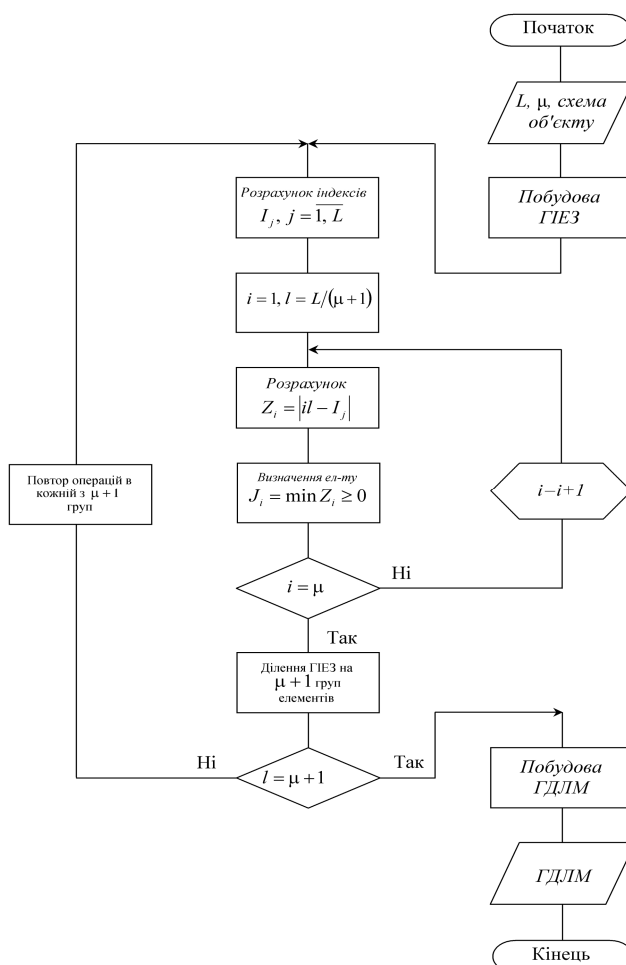 Початок
L, μ, схема
об'єкту
Побудова
ГІЕЗ
Розрахунок індексів
I_j, j = \overline{1, L}
i = 1, l = L/(μ+1)
Розрахунок
Z_i = |il − I_j|
Визначення ел-ту
J_i = min Z_i ≥ 0
i = μ
Ні
i–i+1
Так
Ділення ГІЕЗ на
μ + 1 груп
елементів
l = μ + 1
Ні
Так
Повтор операцій в
кожній з μ + 1
груп
Побудова
ГДЛМ
ГДЛМ
Кінець